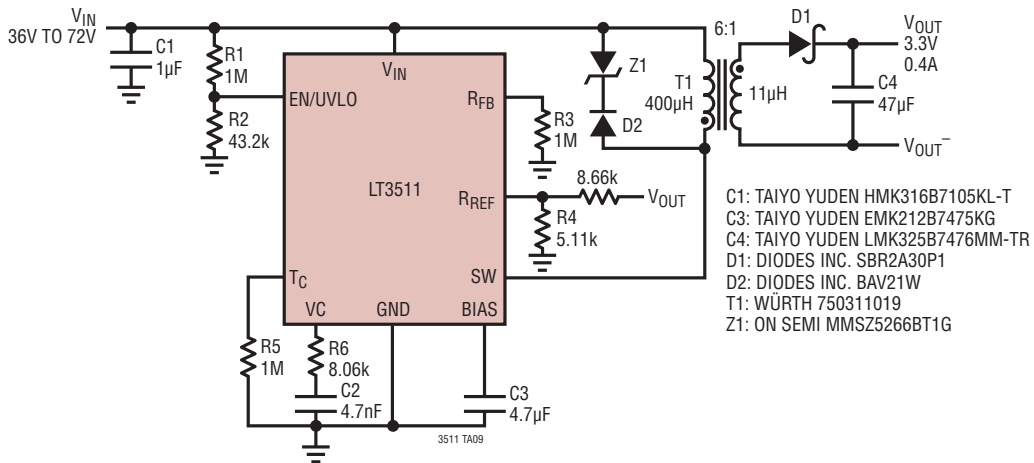 VIN
36V TO 72V
C1
1µF
R1
1M
R2
43.2k
EN/UVLO
VIN
RFB
LT3511
RREF
TC
SW
VC
GND
BIAS
R3
1M
8.66k
VOUT
R4
5.11k
R5
1M
R6
8.06k
C2
4.7nF
C3
4.7µF
3511 TA09
Z1
D2
T1
400µH
6:1
11µH
D1
C4
47µF
VOUT
3.3V
0.4A
VOUT–
C1: TAIYO YUDEN HMK316B7105KL-T
C3: TAIYO YUDEN EMK212B7475KG
C4: TAIYO YUDEN LMK325B7476MM-TR
D1: DIODES INC. SBR2A30P1
D2: DIODES INC. BAV21W
T1: WÜRTH 750311019
Z1: ON SEMI MMSZ5266BT1G